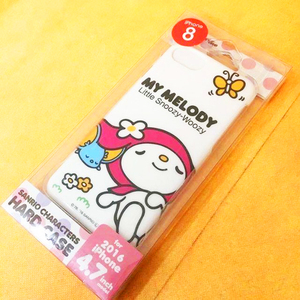 iPhone
8
MY MELODY
Little Snoozy-Woozy
SANRIO CHARACTERS
HARD CASE
for
2016
iPhone
4.7
inch